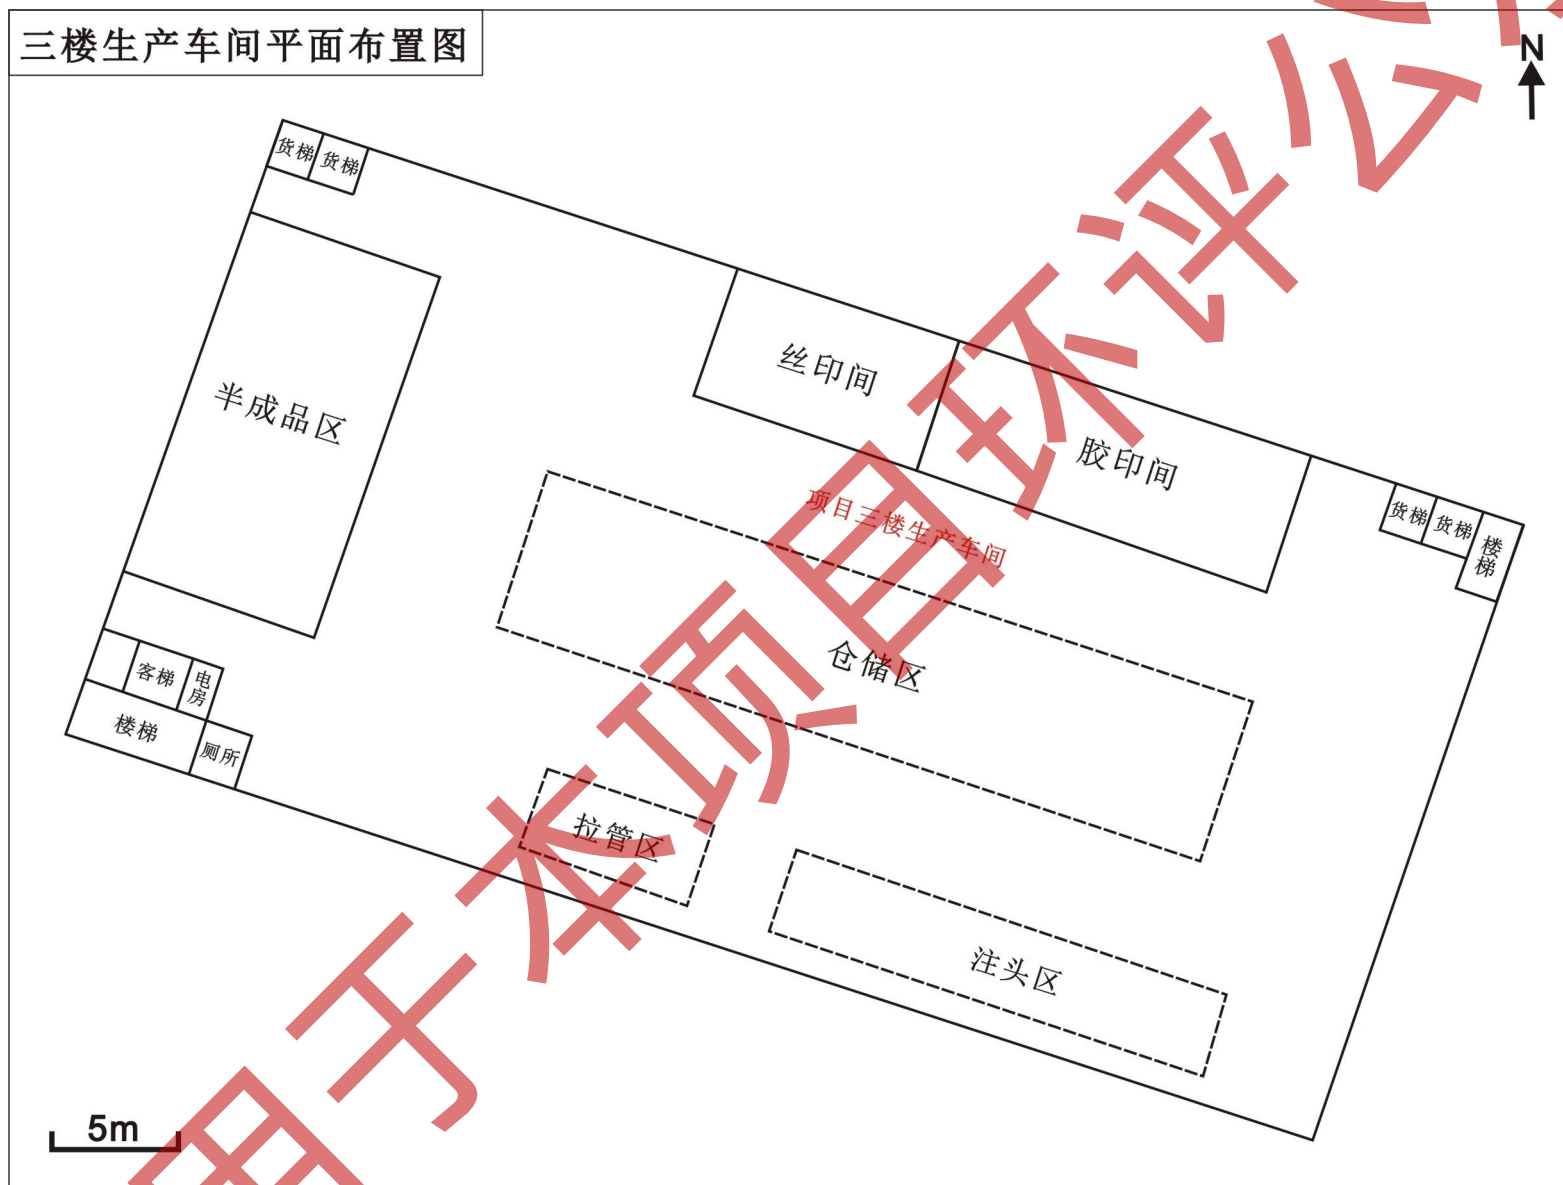 三楼生产车间平面布置图
N
货梯
货梯
丝印间
半成品区
胶印间
项目三楼生产车间
货梯
货梯
楼梯
仓储区
客梯
电房
楼梯
厕所
拉管区
注头区
5m
用于本项目环评公